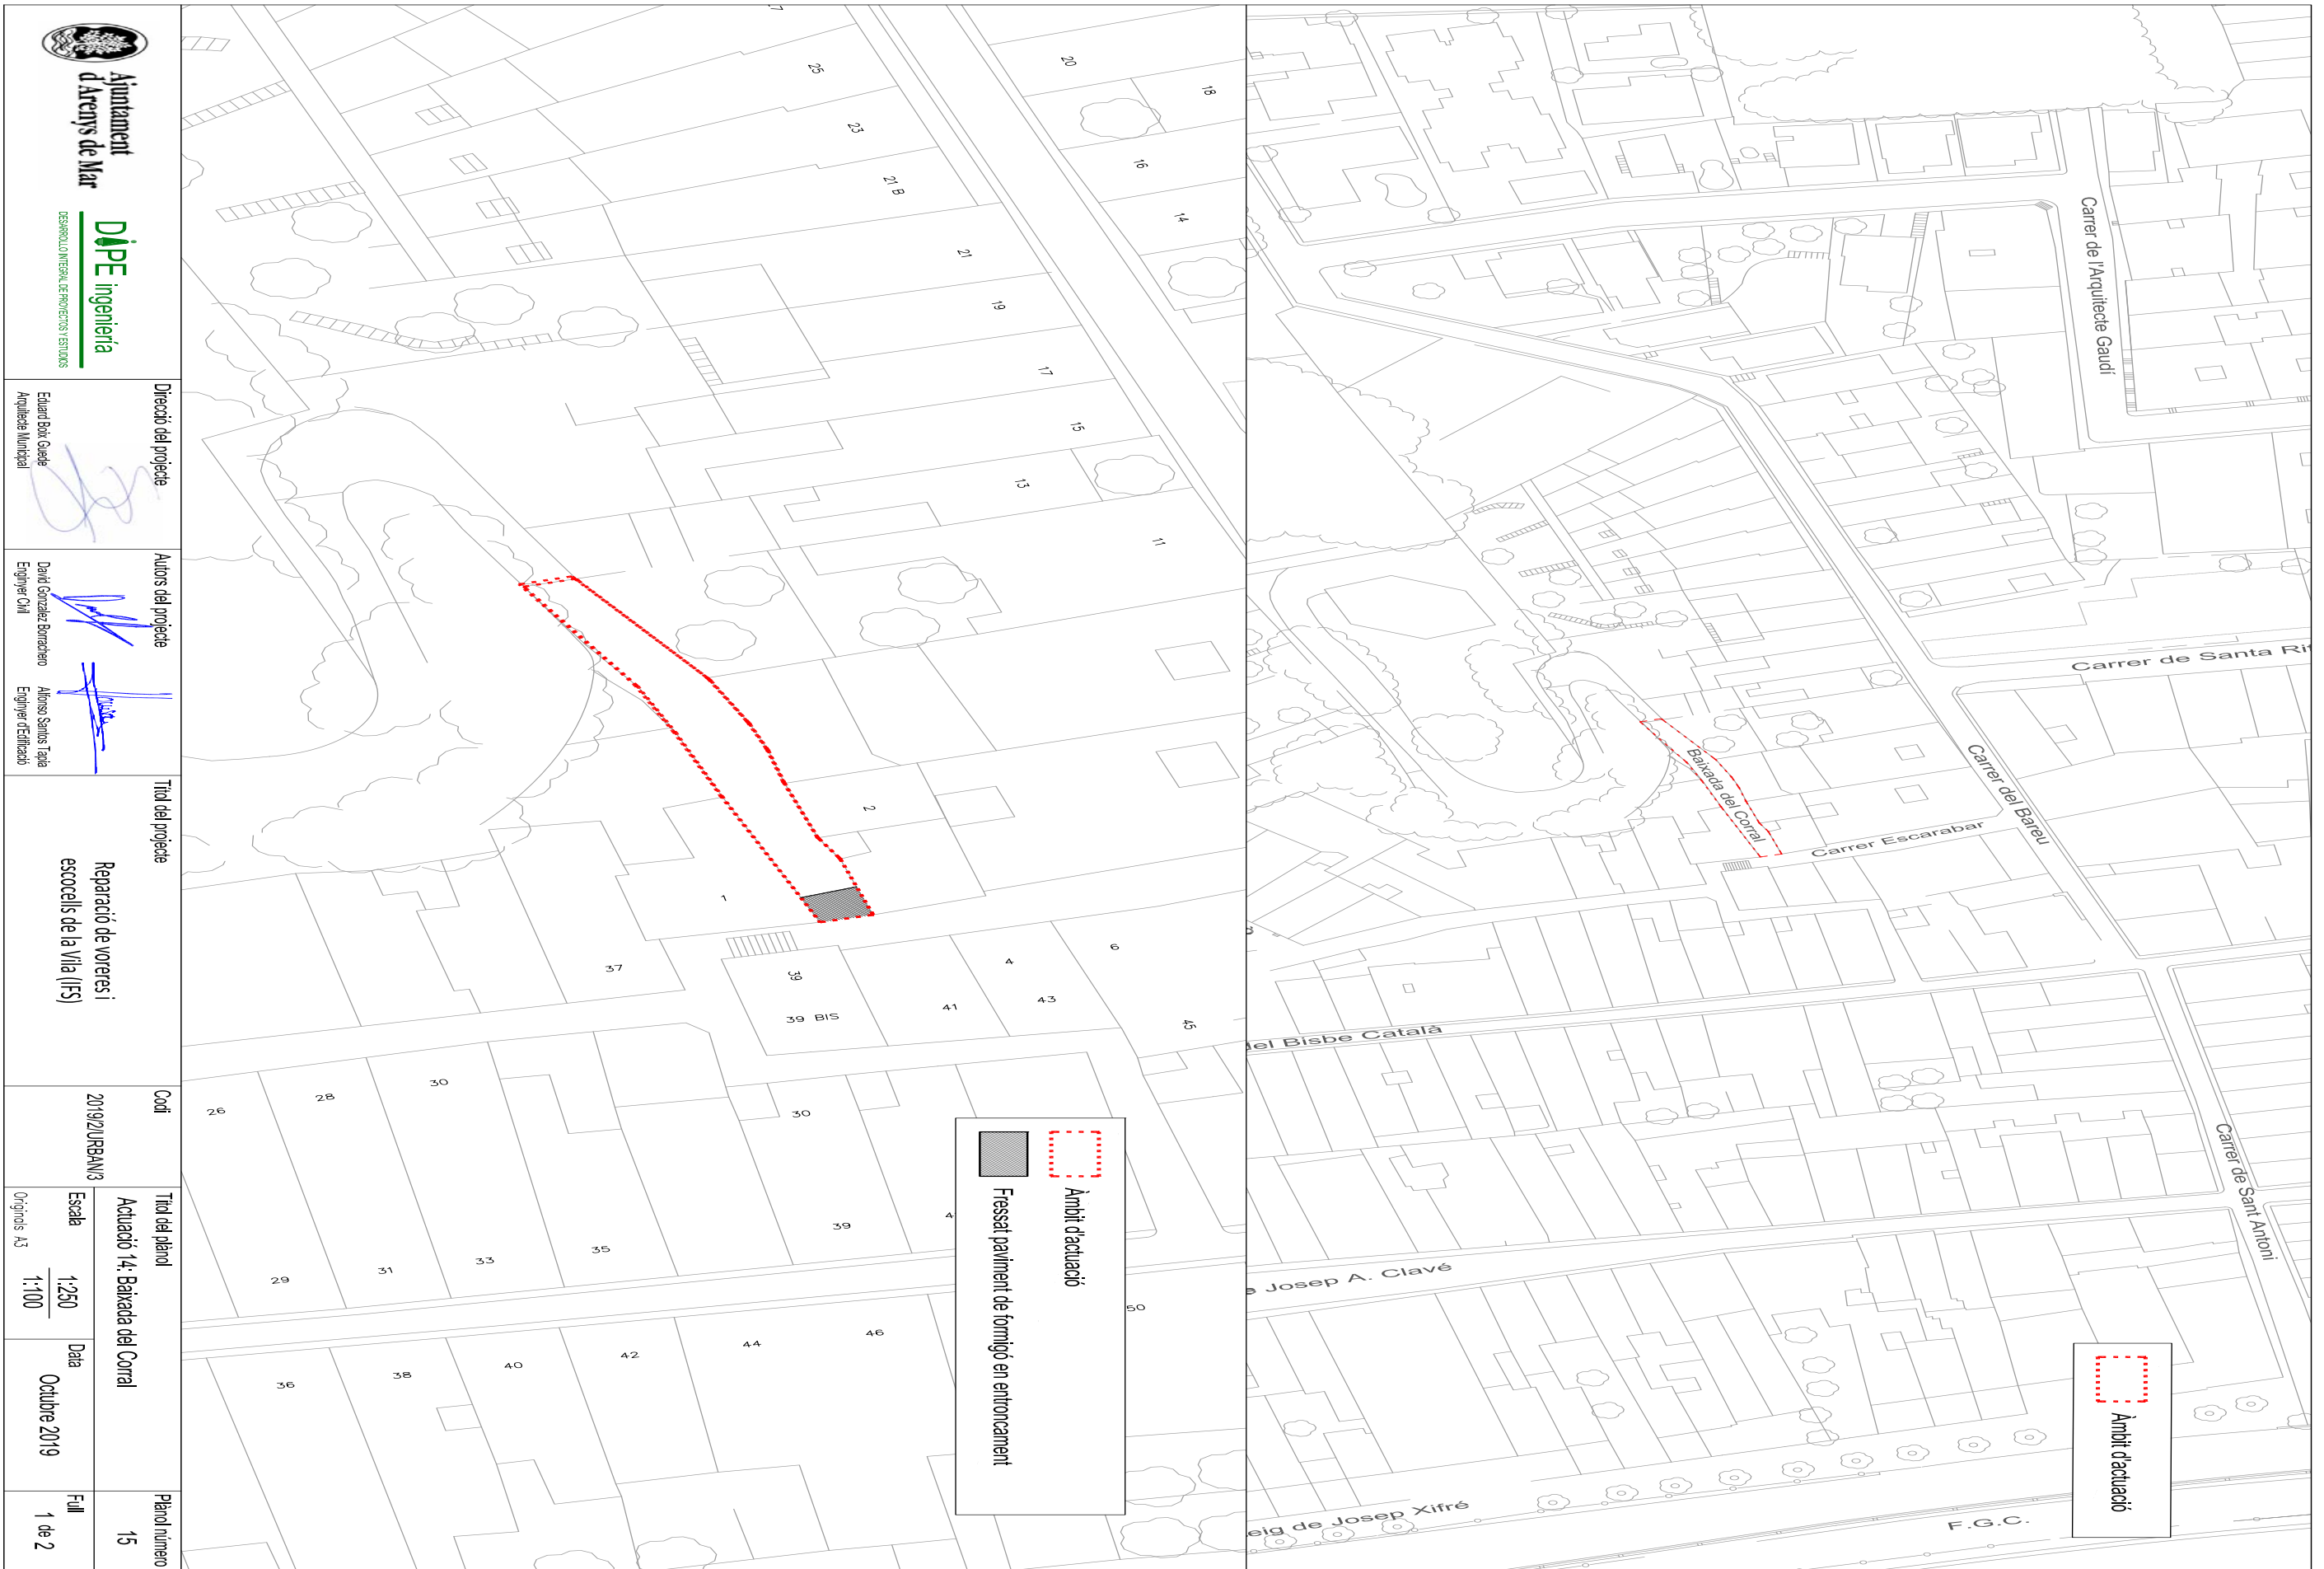 Ajuntament
d'Arenys de Mar
DIPE ingeniería
DESARROLLO INTEGRAL DE PROYECTOS Y ESTUDIOS
Direcció del projecte
Eduard Boix Guede
Arquitecte Municipal
Autors del projecte
David Gonzalez Borrachero
Enginyer Civil
Alfonso Santos Tapia
Enginyer d'Edificació
Títol del projecte
Reparació de voreres i
escocells de la Vila (IFS)
Codi
2019/2/URBAN/3
Títol del plànol
Actuació 14: Baixada del Corral
Escala
1:250
1:100
Originals A3
Data
Octubre 2019
Plànol número
15
Full
1 de 2
Àmbit d'actuació
Fressat paviment de formigó en entroncament
Àmbit d'actuació
Carrer de l'Arquitecte Gaudí
Carrer de Santa Rit
Carrer del Bareu
Carrer Escarabar
Baixada del Corral
del Bisbe Català
Carrer de Sant Antoni
e Josep A. Clavé
eig de Josep Xifré
F.G.C.
20
18
16
14
25
23
21 B
21
19
17
15
13
11
2
1
37
39
39 BIS
41
4
43
6
45
26
28
30
30
29
31
33
35
39
50
36
38
40
42
44
46